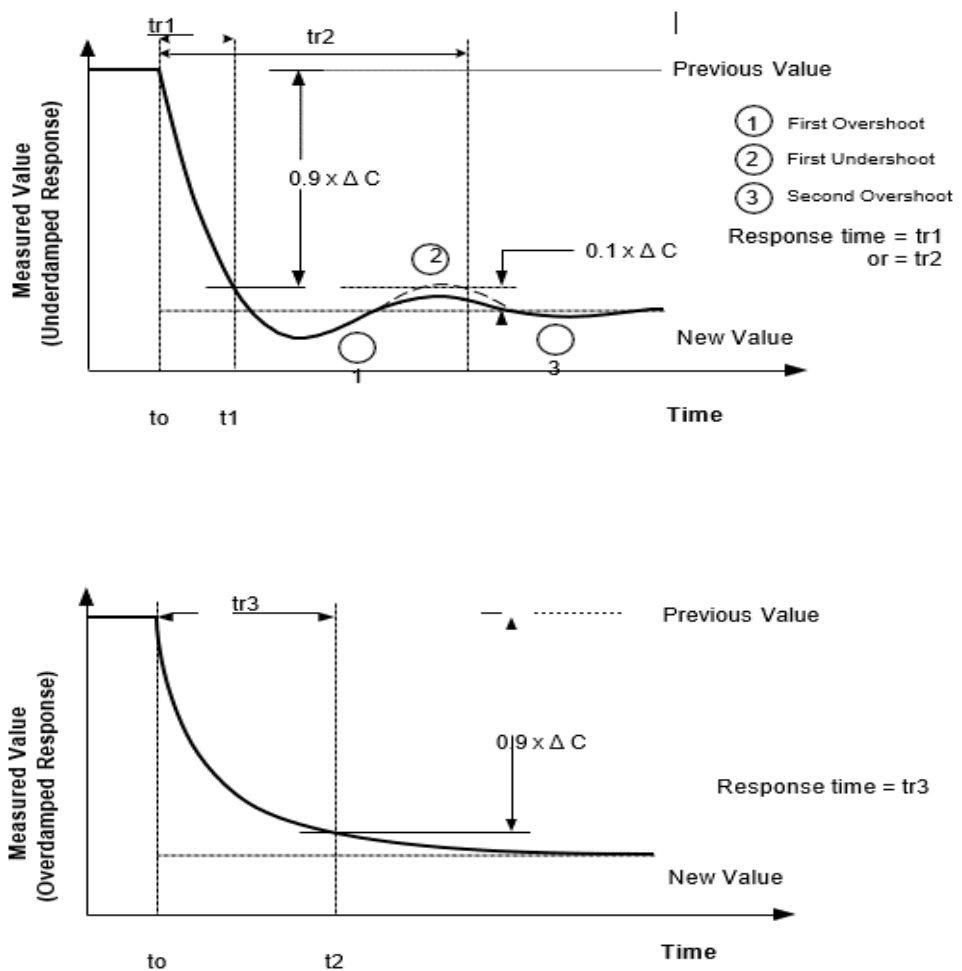 tr1
tr2
Previous Value
1 First Overshoot
2 First Undershoot
3 Second Overshoot
0.9 x Δ C
Response time = tr1
or = tr2
0.1 x Δ C
2
New Value
1
3
Measured Value
(Underdamped Response)
to
t1
Time
tr3
Previous Value
0.9 x Δ C
Response time = tr3
New Value
Measured Value
(Overdamped Response)
to
t2
Time